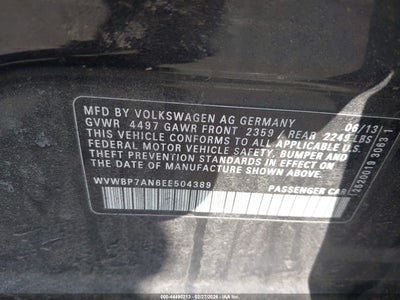 MFD BY VOLKSWAGEN AG GERMANY 06/13
GVWR 4497 GAWR FRONT 2359 / REAR 2249 LBS
THIS VEHICLE CONFORMS TO ALL APPLICABLE U.S.
FEDERAL MOTOR VEHICLE SAFETY, BUMPER AND
THEFT PREVENTION STANDARDS IN EFFECT ON THE
DATE OF MANUFACTURE SHOWN ABOVE
WVWBP7AN6EE504389
PASSENGER CAR